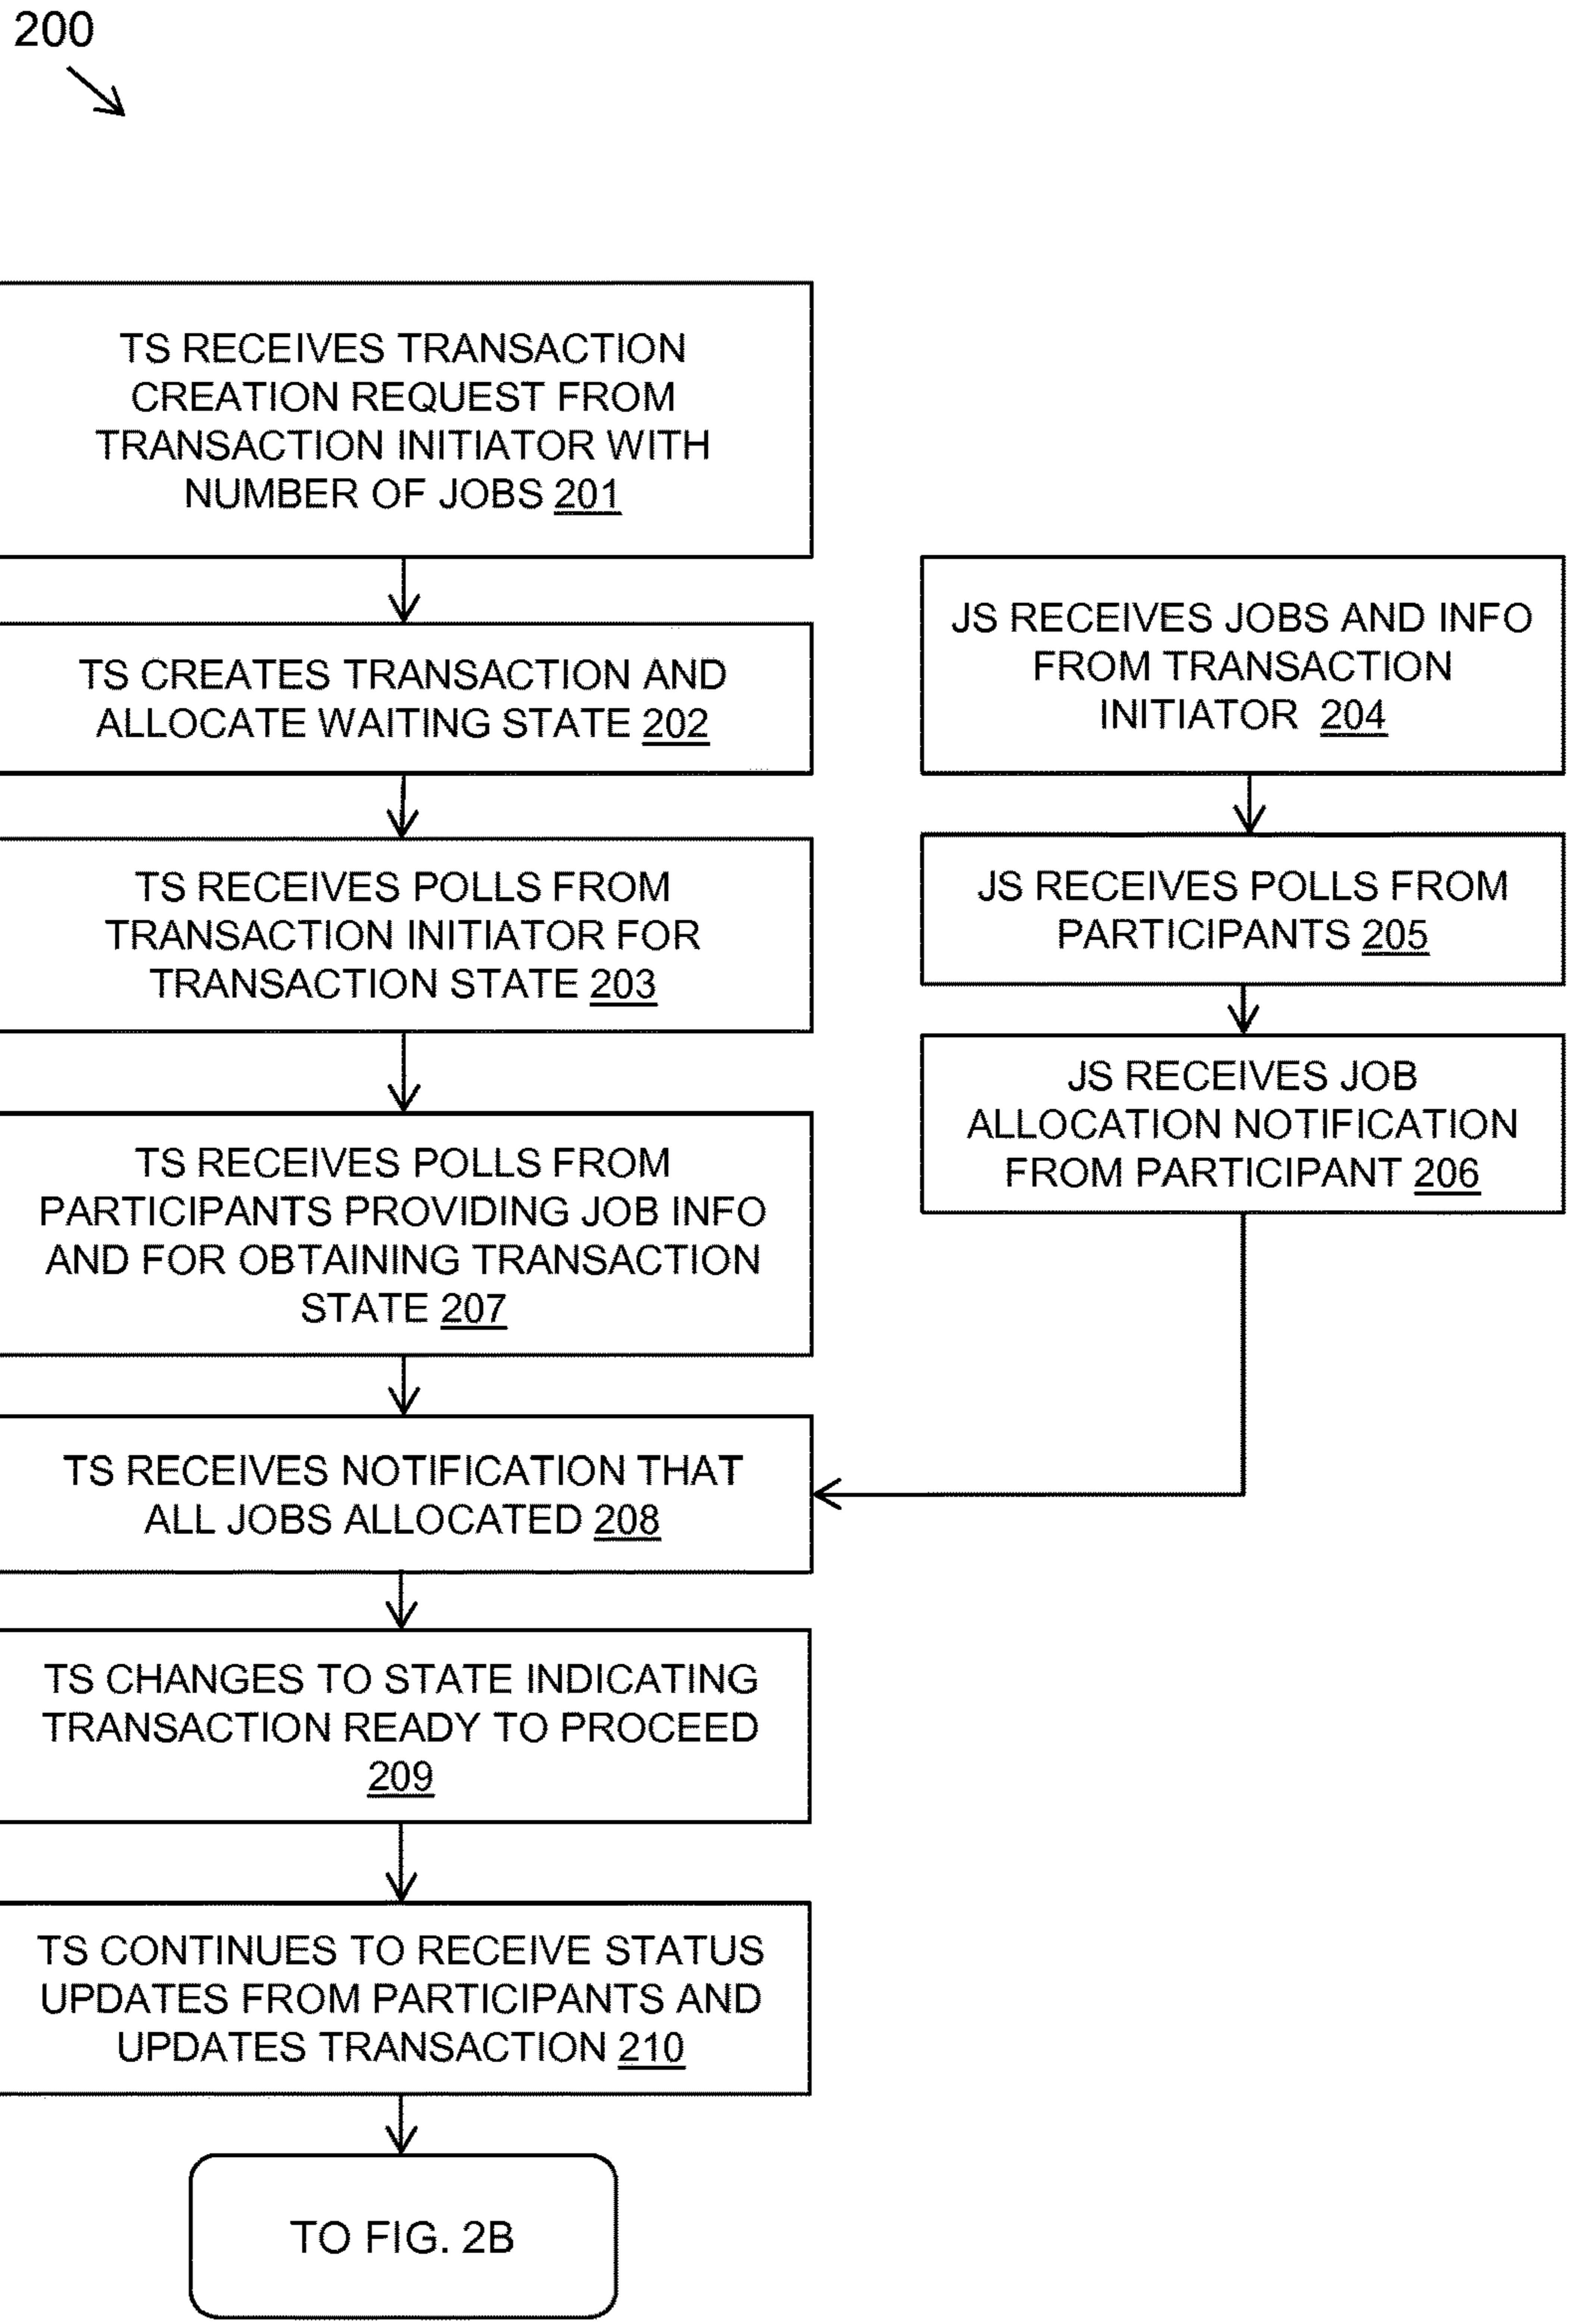 200
TS RECEIVES TRANSACTION
CREATION REQUEST FROM
TRANSACTION INITIATOR WITH
NUMBER OF JOBS 201
TS CREATES TRANSACTION AND
ALLOCATE WAITING STATE 202
TS RECEIVES POLLS FROM
TRANSACTION INITIATOR FOR
TRANSACTION STATE 203
JS RECEIVES JOBS AND INFO
FROM TRANSACTION
INITIATOR 204
JS RECEIVES POLLS FROM
PARTICIPANTS 205
JS RECEIVES JOB
ALLOCATION NOTIFICATION
FROM PARTICIPANT 206
TS RECEIVES POLLS FROM
PARTICIPANTS PROVIDING JOB INFO
AND FOR OBTAINING TRANSACTION
STATE 207
TS RECEIVES NOTIFICATION THAT
ALL JOBS ALLOCATED 208
TS CHANGES TO STATE INDICATING
TRANSACTION READY TO PROCEED
209
TS CONTINUES TO RECEIVE STATUS
UPDATES FROM PARTICIPANTS AND
UPDATES TRANSACTION 210
TO FIG. 2B